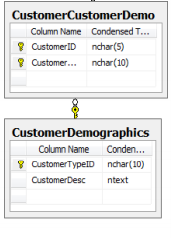 CustomerCustomerDemo
Column Name Condensed T...
CustomerID nchar(5)
Customer... nchar(10)
CustomerDemographics
Column Name Conden...
CustomerTypeID nchar(10)
CustomerDesc ntext